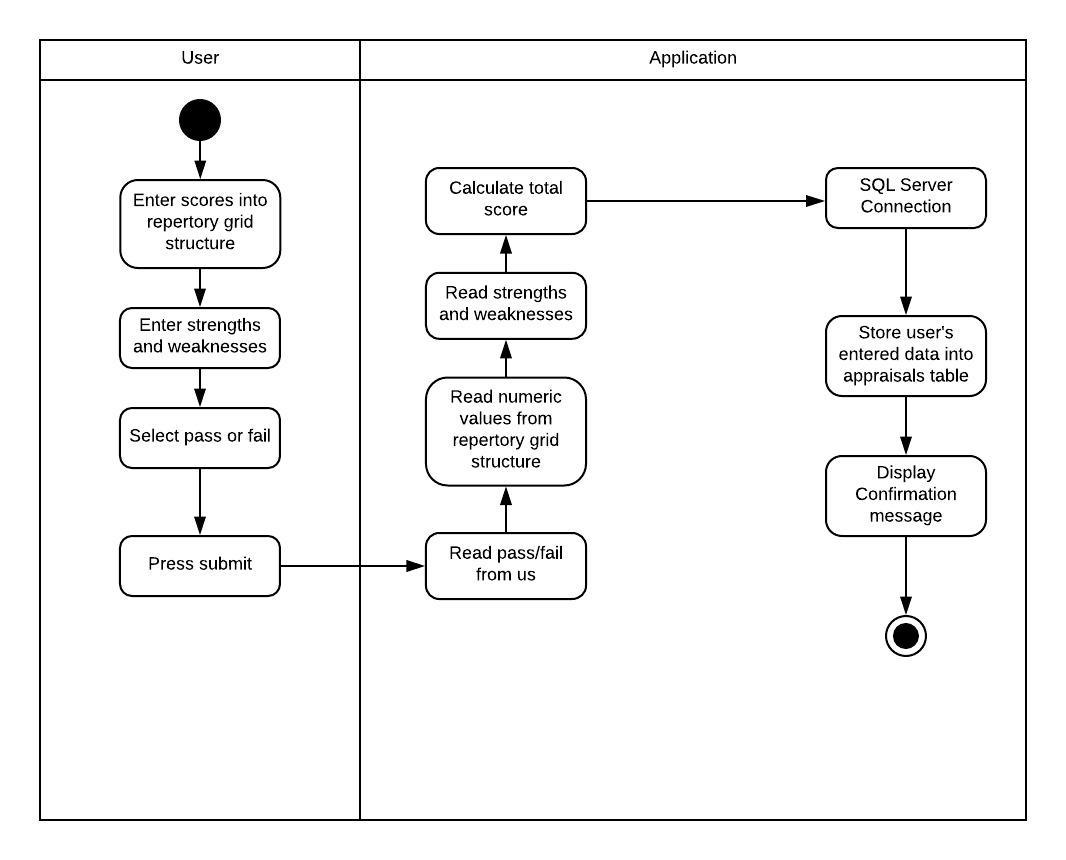 User
Application
Enter scores into
repertory grid
structure
Enter strengths
and weaknesses
Select pass or fail
Press submit
Read pass/fail
from us
Read numeric
values from
repertory grid
structure
Read strengths
and weaknesses
Calculate total
score
SQL Server
Connection
Store user's
entered data into
appraisals table
Display
Confirmation
message